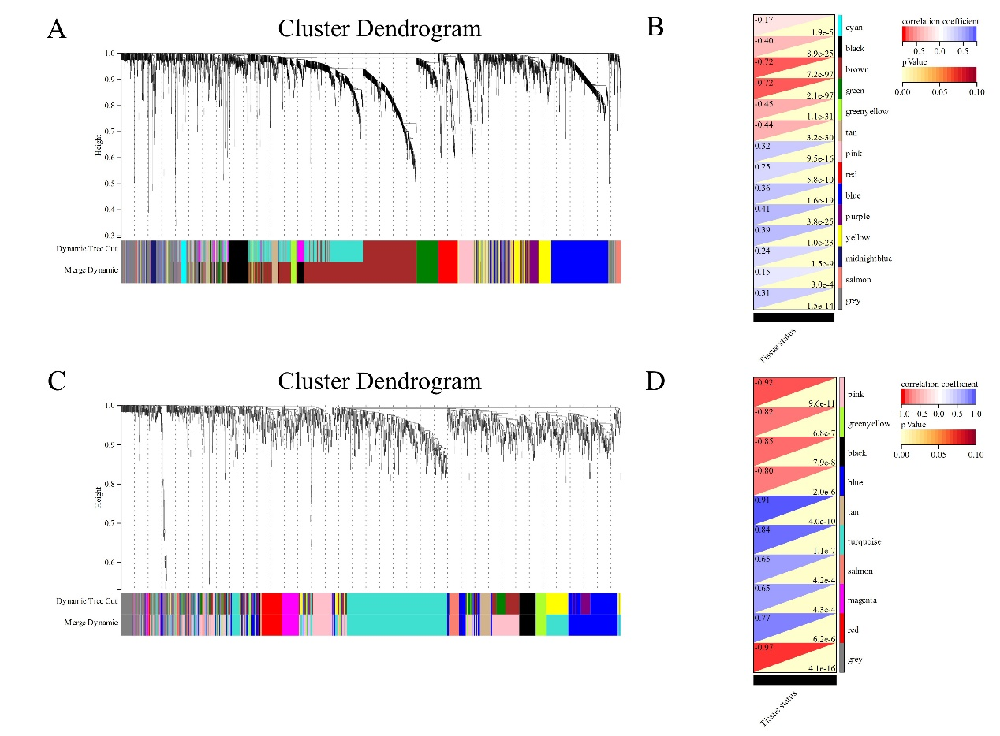 A
Cluster Dendrogram
1.0
0.9
0.8
0.7
0.6
0.5
0.4
0.3
Height
Dynamic Tree Cut
Merge Dynamic
B
-0.17
1.9e-5
cyan
-0.40
8.9e-25
black
-0.72
7.2e-97
brown
-0.72
2.1e-97
green
-0.45
1.1e-31
greenyellow
-0.44
3.2e-30
tan
0.32
9.5e-16
pink
0.25
5.8e-10
red
0.36
1.6e-19
blue
0.41
3.8e-25
purple
0.39
1.0e-23
yellow
0.24
1.5e-9
midnightblue
0.15
3.0e-4
salmon
0.31
1.5e-14
grey
Tissue status
correlation coefficient
0.5 0.0 0.5
pValue
0.00 0.05 0.10
C
Cluster Dendrogram
1.0
0.9
0.8
0.7
0.6
Height
Dynamic Tree Cut
Merge Dynamic
D
-0.92
9.6e-11
pink
-0.82
6.8e-7
greenyellow
-0.85
7.9e-8
black
-0.80
2.0e-6
blue
0.91
4.0e-10
tan
0.84
1.1e-7
turquoise
0.65
4.2e-4
salmon
0.65
4.3e-4
magenta
0.77
6.2e-6
red
-0.97
4.1e-16
grey
Tissue status
correlation coefficient
−1.0 −0.5 0.0 0.5 1.0
pValue
0.00 0.05 0.10